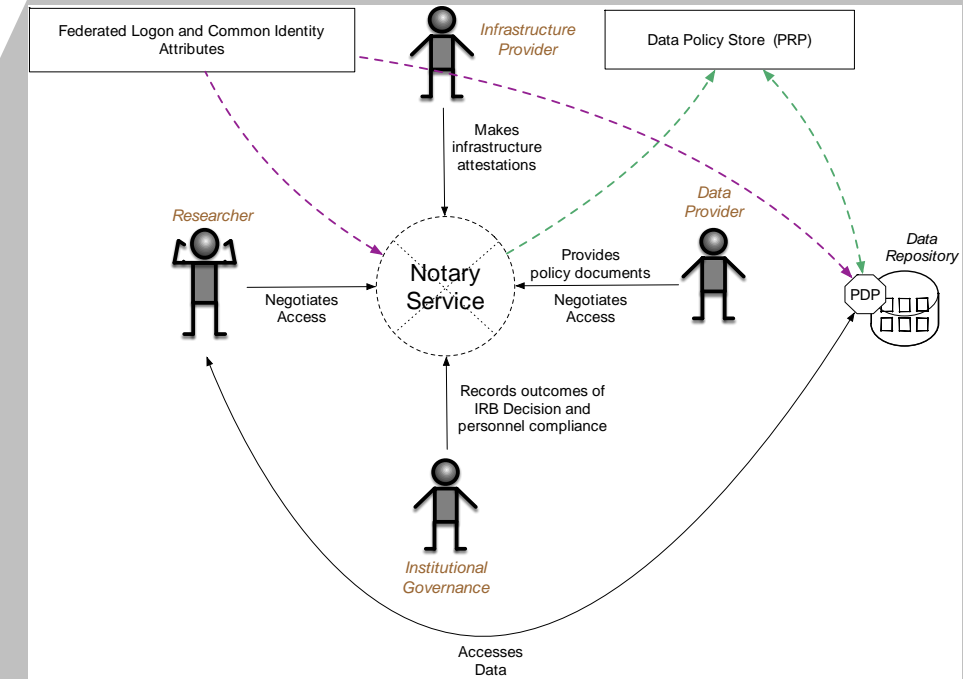 Federated Logon and Common Identity
Attributes
Infrastructure
Provider
Data Policy Store (PRP)
Makes
infrastructure
attestations
Researcher
Data
Provider
Data
Repository
Notary
Service
Provides
policy documents
Negotiates
Access
Negotiates
Access
PDP
Records outcomes of
IRB Decision and
personnel compliance
Institutional
Governance
Accesses
Data